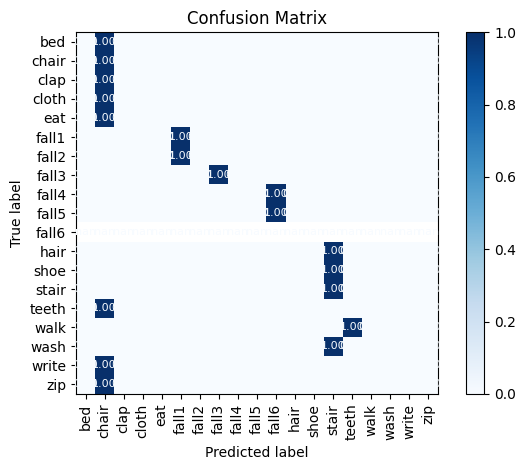 Confusion Matrix
True label
bed 1.00
chair 1.00
clap 1.00
cloth 1.00
eat 1.00
fall1 1.00
fall2 1.00
fall3 1.00
fall4 1.00
fall5 1.00
fall6
hair 1.00
shoe 1.00
stair 1.00
teeth 1.00
walk 1.00
wash 1.00
write 1.00
zip 1.00
bed chair clap cloth eat fall1 fall2 fall3 fall4 fall5 fall6 hair shoe stair teeth walk wash write zip
Predicted label
1.0
0.8
0.6
0.4
0.2
0.0